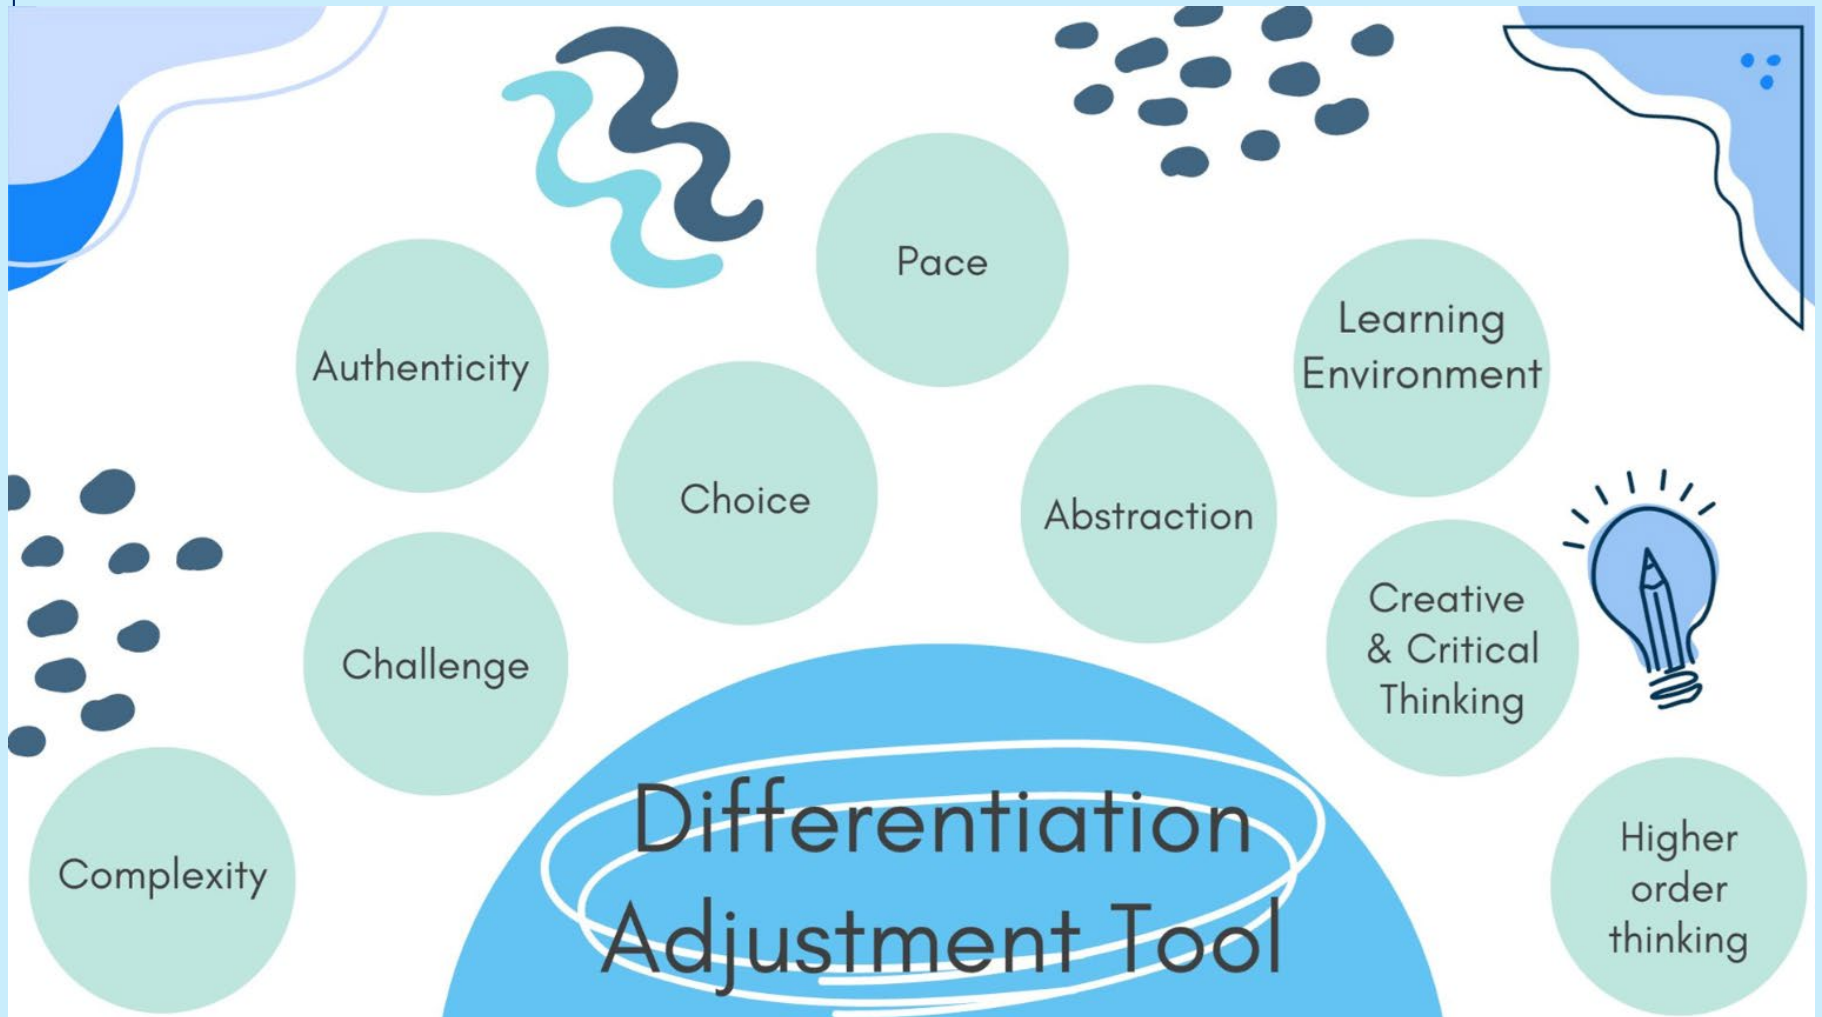 Pace
Authenticity
Learning
Environment
Choice
Abstraction
Challenge
Creative
& Critical
Thinking
Complexity
Higher
order
thinking
Differentiation
Adjustment Tool